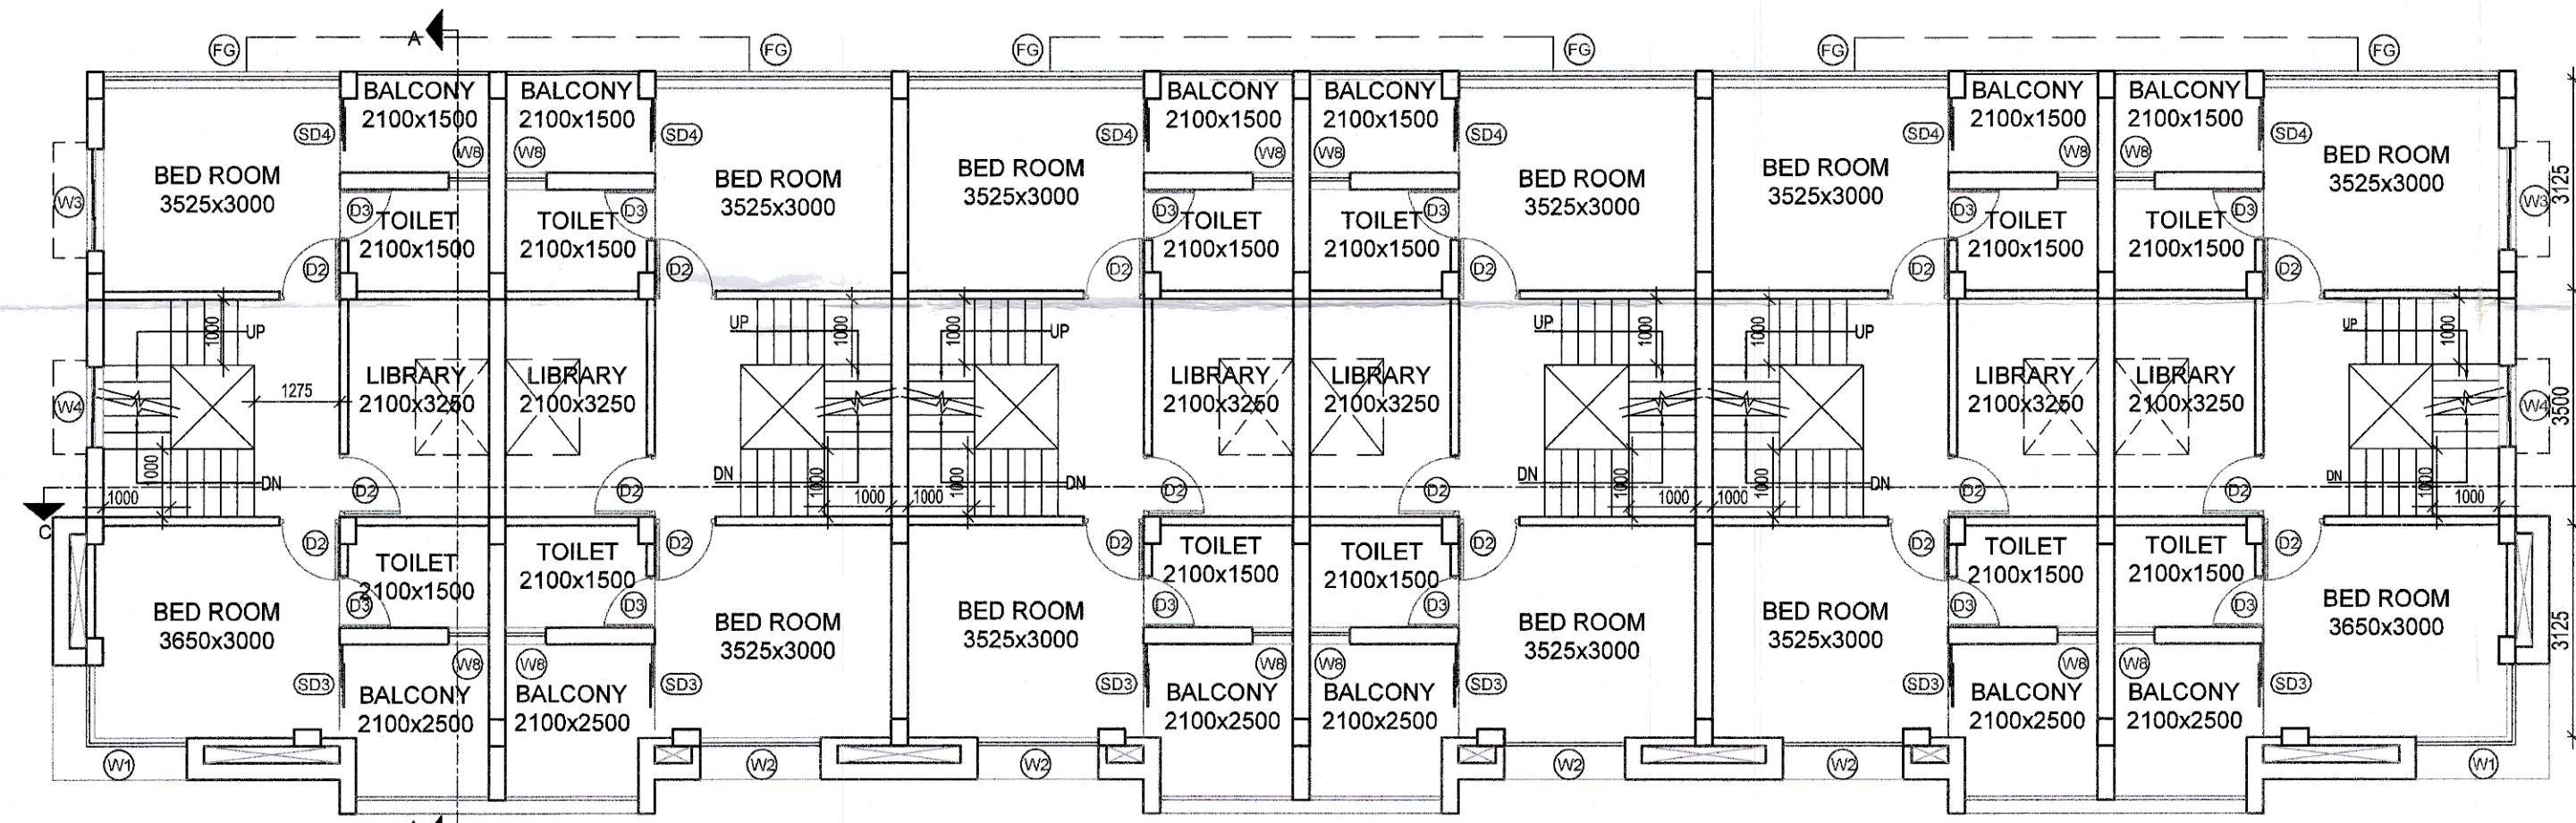 A
FG FG FG FG FG FG
BALCONY BALCONY BALCONY BALCONY BALCONY BALCONY
2100x1500 2100x1500 2100x1500 2100x1500 2100x1500 2100x1500
SD4 SD4 SD4 SD4 SD4 SD4
W8 W8 W8 W8 W8 W8
BED ROOM BED ROOM BED ROOM BED ROOM BED ROOM BED ROOM
3525x3000 3525x3000 3525x3000 3525x3000 3525x3000 3525x3000
W3 W3 3125
D3 D3 D3 D3 D3 D3
TOILET TOILET TOILET TOILET TOILET TOILET
2100x1500 2100x1500 2100x1500 2100x1500 2100x1500 2100x1500
D2 D2 D2 D2 D2 D2
1000 1000 1000 1000 1000 1000
UP UP UP UP UP UP
LIBRARY LIBRARY LIBRARY LIBRARY LIBRARY LIBRARY
2100x3250 2100x3250 2100x3250 2100x3250 2100x3250 2100x3250
1275
W4 W4 3500
1000 1000 1000 1000 1000 1000
DN DN DN DN DN DN
D2 D2 D2 D2 D2 D2
1000 1000 1000 1000 1000 1000
C
D2 D2 D2 D2 D2 D2
TOILET TOILET TOILET TOILET TOILET TOILET
2100x1500 2100x1500 2100x1500 2100x1500 2100x1500 2100x1500
D3 D3 D3 D3 D3 D3
BED ROOM BED ROOM BED ROOM BED ROOM BED ROOM BED ROOM
3650x3000 3525x3000 3525x3000 3525x3000 3525x3000 3650x3000
3125
W8 W8 W8 W8 W8 W8
SD3 SD3 SD3 SD3 SD3 SD3
BALCONY BALCONY BALCONY BALCONY BALCONY BALCONY
2100x2500 2100x2500 2100x2500 2100x2500 2100x2500 2100x2500
W1 W2 W2 W2 W2 W1